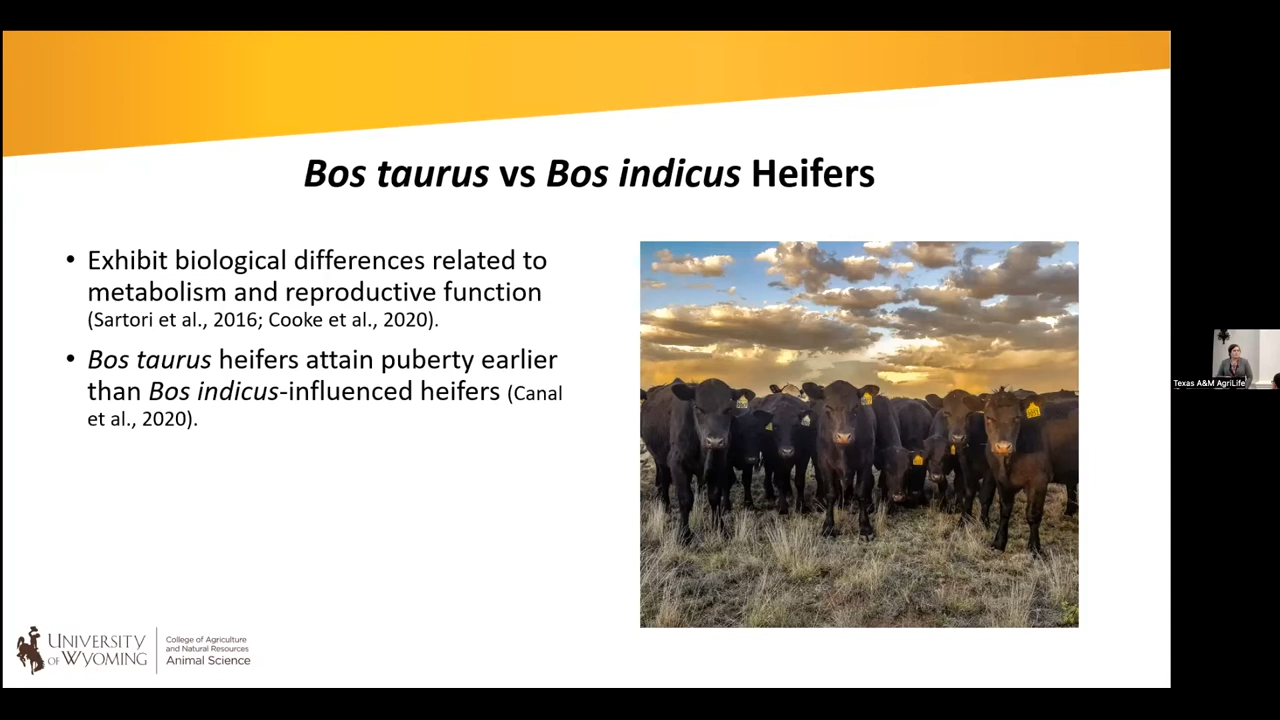 Bos taurus vs Bos indicus Heifers
• Exhibit biological differences related to
metabolism and reproductive function
(Sartori et al., 2016; Cooke et al., 2020).
• Bos taurus heifers attain puberty earlier
than Bos indicus-influenced heifers (Canal
et al., 2020).
UNIVERSITY
OF WYOMING
College of Agriculture
and Natural Resources
Animal Science
Texas A&M AgriLife